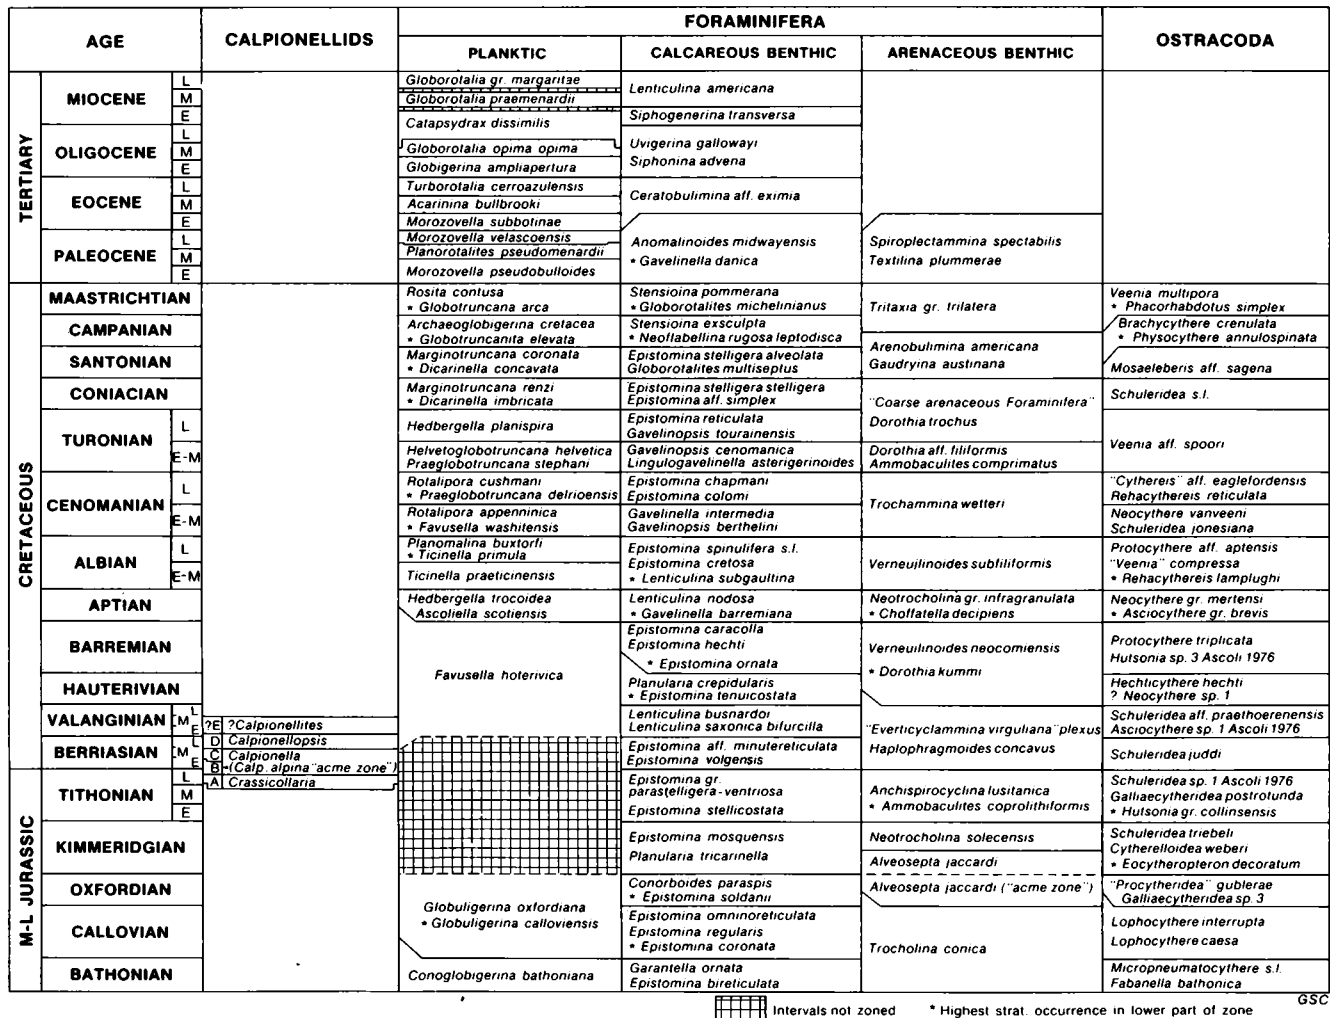 AGE
CALPIONELLIDS
FORAMINIFERA
PLANKTIC
CALCAREOUS BENTHIC
ARENACEOUS BENTHIC
OSTRACODA
TERTIARY
MIOCENE
L
M
E
OLIGOCENE
L
M
E
EOCENE
L
M
E
PALEOCENE
L
M
E
CRETACEOUS
MAASTRICHTIAN
CAMPANIAN
SANTONIAN
CONIACIAN
TURONIAN
L
E-M
CENOMANIAN
L
E-M
ALBIAN
L
E-M
APTIAN
BARREMIAN
HAUTERIVIAN
VALANGINIAN
M
L
E
BERRIASIAN
M
L
E
M-L JURASSIC
TITHONIAN
L
M
E
KIMMERIDGIAN
OXFORDIAN
CALLOVIAN
BATHONIAN
?E ?Calpionellites
D Calpionellopsis
C Calpionella
B (Calp. alpina "acme zone")
A Crassicollaria
Globorotalia gr. margaritae
Globorotalia praemenardii
Catapsydrax dissimilis
Globorotalia opima opima
Globigerina ampliapertura
Turborotalia cerroazulensis
Acarinina bullbrooki
Morozovella subbotinae
Morozovella velascoensis
Planorotalites pseudomenardii
Morozovella pseudobulloides
Rosita contusa
* Globotruncana arca
Archaeoglobigerina cretacea
* Globotruncanita elevata
Marginotruncana coronata
* Dicarinella concavata
Marginotruncana renzi
* Dicarinella imbricata
Hedbergella planispira
Helvetoglobotruncana helvetica
Praeglobotruncana stephani
Rotalipora cushmani
* Praeglobotruncana delrioensis
Rotalipora appenninica
* Favusella washitensis
Planomalina buxtorfi
* Ticinella primula
Ticinella praeticinensis
Hedbergella trocoidea
Ascoliella scotiensis
Favusella hoterivica
Globuligerina oxfordiana
* Globuligerina calloviensis
Conoglobigerina bathoniana
Lenticulina americana
Siphogenerina transversa
Uvigerina gallowayi
Siphonina advena
Ceratobulimina aff. eximia
Anomalinoides midwayensis
* Gavelinella danica
Stensioina pommerana
* Globorotalites michelinianus
Stensioina exsculpta
* Neoflabellina rugosa leptodisca
Epistomina stelligera alveolata
Globorotalites multiseptus
Epistomina stelligera stelligera
Epistomina aff. simplex
Epistomina reticulata
Gavelinopsis tourainensis
Gavelinopsis cenomanica
Lingulogavelinella asterigerinoides
Epistomina chapmani
Epistomina colomi
Gavelinella intermedia
Gavelinopsis berthelini
Epistomina spinulifera s.l.
Epistomina cretosa
* Lenticulina subgaultina
Lenticulina nodosa
* Gavelinella barremiana
Epistomina caracolla
Epistomina hechti
* Epistomina ornata
Planularia crepidularis
* Epistomina tenuicostata
Lenticulina busnardoi
Lenticulina saxonica bifurcilla
Epistomina aff. minutereticulata
Epistomina volgensis
Epistomina gr.
parastelligera-ventriosa
Epistomina stellicostata
Epistomina mosquensis
Planularia tricarinella
Conorboides paraspis
* Epistomina soldanii
Epistomina omninoreticulata
Epistomina regularis
* Epistomina coronata
Garantella ornata
Epistomina bireticulata
Spiroplectammina spectabilis
Textilina plummerae
Tritaxia gr. trilatera
Arenobulimina americana
Gaudryina austinana
"Coarse arenaceous Foraminifera"
Dorothia trochus
Dorothia aff. filiformis
Ammobaculites comprimatus
Trochammina wetteri
Verneuilinoides subfiliformis
Neotrocholina gr. infragranulata
* Choffatella decipiens
Verneuilinoides neocomiensis
* Dorothia kummi
"Everticyclammina virguliana" plexus
Haplophragmoides concavus
Anchispirocyclina lusitanica
* Ammobaculites coprolithiformis
Neotrocholina solecensis
Alveosepta jaccardi
Alveosepta jaccardi ("acme zone")
Trocholina conica
Veenia multipora
* Phacorhabdotus simplex
Brachycythere crenulata
* Physocythere annulospinata
Mosaeleberis aff. sagena
Schuleridea s.l.
Veenia aff. spoori
"Cythereis" aff. eaglefordensis
Rehacythereis reticulata
Neocythere vanveeni
Schuleridea jonesiana
Protocythere aff. aptensis
"Veenia" compressa
* Rehacythereis lamplughi
Neocythere gr. mertensi
* Asciocythere gr. brevis
Protocythere triplicata
Hutsonia sp. 3 Ascoli 1976
Hechticythere hechti
? Neocythere sp. 1
Schuleridea aff. praethoerenensis
Asciocythere sp. 1 Ascoli 1976
Schuleridea juddi
Schuleridea sp. 1 Ascoli 1976
Galliaecytheridea postrotunda
* Hutsonia gr. collinsensis
Schuleridea triebeli
Cytherelloidea weberi
* Eocytheropteron decoratum
"Procytheridea" gublerae
Galliaecytheridea sp. 3
Lophocythere interrupta
Lophocythere caesa
Micropneumatocythere s.l.
Fabanella bathonica
Intervals not zoned
* Highest strat. occurrence in lower part of zone
GSC